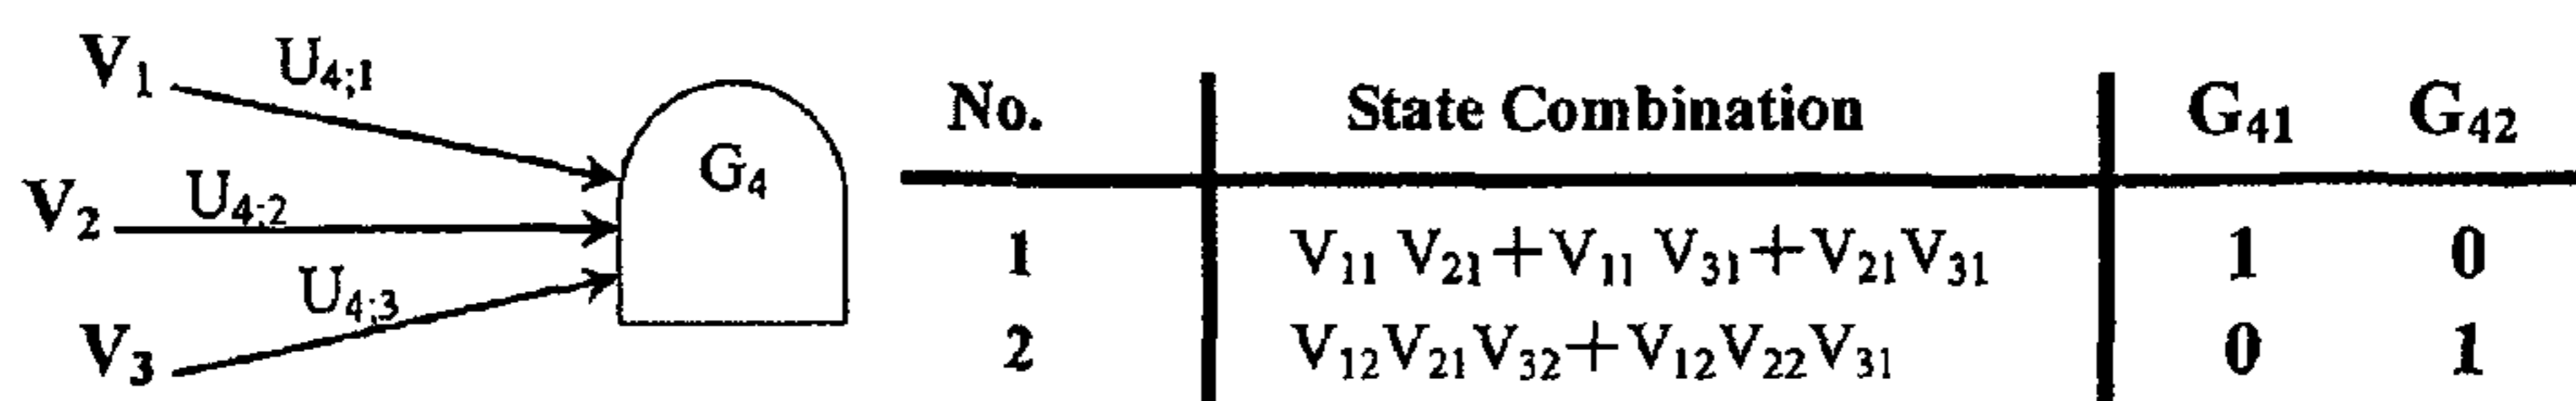 V₁ U₄;₁
V₂ U₄;₂
V₃ U₄;₃
G₄
No. State Combination G₄₁ G₄₂
1 V₁₁ V₂₁+V₁₁ V₃₁+V₂₁V₃₁ 1 0
2 V₁₂V₂₁V₃₂+V₁₂V₂₂V₃₁ 0 1